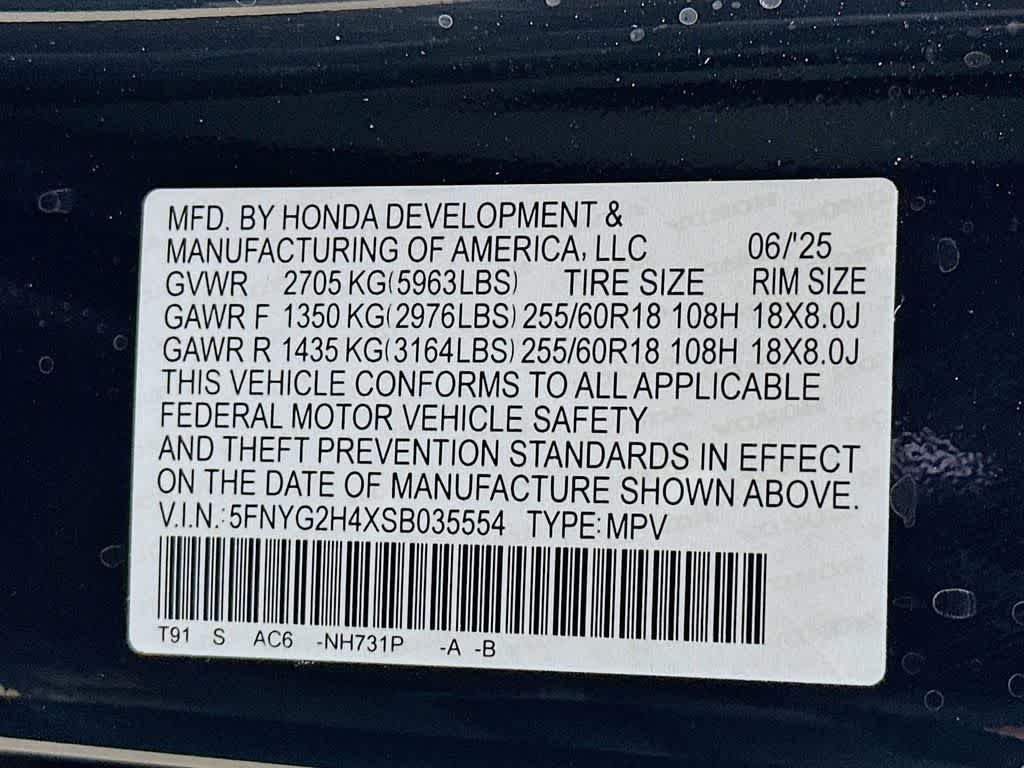 MFD. BY HONDA DEVELOPMENT &
MANUFACTURING OF AMERICA, LLC 06/'25
GVWR 2705 KG(5963LBS) TIRE SIZE RIM SIZE
GAWR F 1350 KG(2976LBS) 255/60R18 108H 18X8.0J
GAWR R 1435 KG(3164LBS) 255/60R18 108H 18X8.0J
THIS VEHICLE CONFORMS TO ALL APPLICABLE
FEDERAL MOTOR VEHICLE SAFETY
AND THEFT PREVENTION STANDARDS IN EFFECT
ON THE DATE OF MANUFACTURE SHOWN ABOVE.
V.I.N.: 5FNYG2H4XSB035554 TYPE: MPV
T91 S AC6 -NH731P -A -B